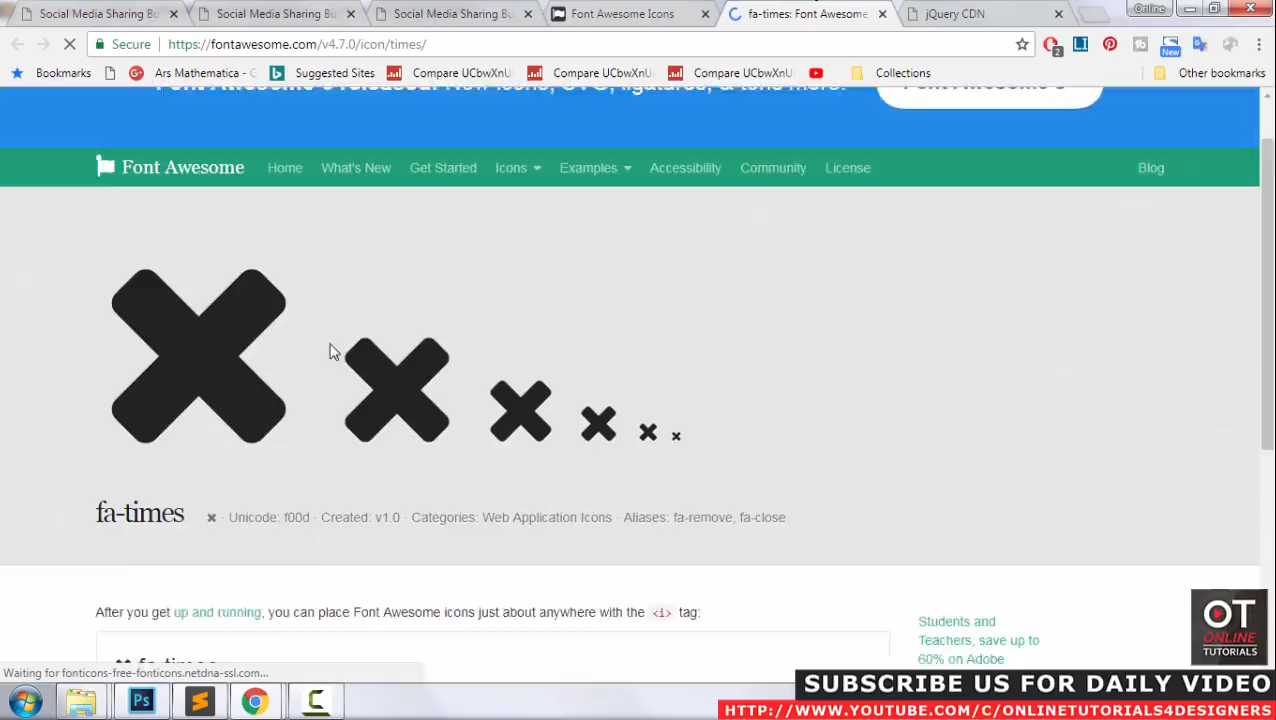 Social Media Sharing Bu
Social Media Sharing Bu
Social Media Sharing Bu
Font Awesome Icons
fa-times: Font Awesome
jQuery CDN
Online
Secure
https://fontawesome.com/v4.7.0/icon/times/
2
New
Bookmarks
Ars Mathematica - G
Suggested Sites
Compare UCbwXnU
Compare UCbwXnU
Compare UCbwXnU
Collections
Other bookmarks
Font Awesome
Home
What's New
Get Started
Icons
Examples
Accessibility
Community
License
Blog
fa-times
· Unicode: f00d · Created: v1.0 · Categories: Web Application Icons · Aliases: fa-remove, fa-close
After you get up and running, you can place Font Awesome icons just about anywhere with the <i> tag:
Students and
Teachers, save up to
60% on Adobe
fa-times
Waiting for fonticons-free-fonticons.netdna-ssl.com...
OT
ONLINE
TUTORIALS
Ps
SUBSCRIBE US FOR DAILY VIDEO
HTTP://WWW.YOUTUBE.COM/C/ONLINETUTORIALS4DESIGNERS